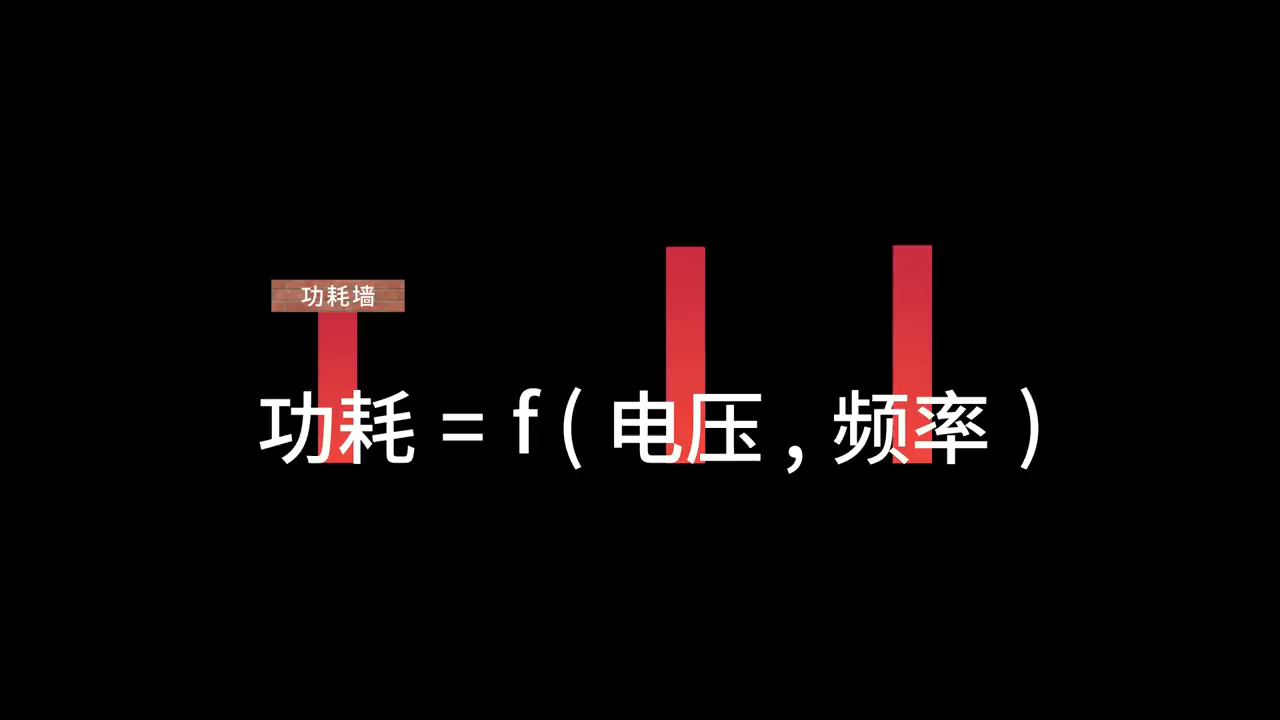 功耗墙
功耗 = f ( 电压 , 频率 )